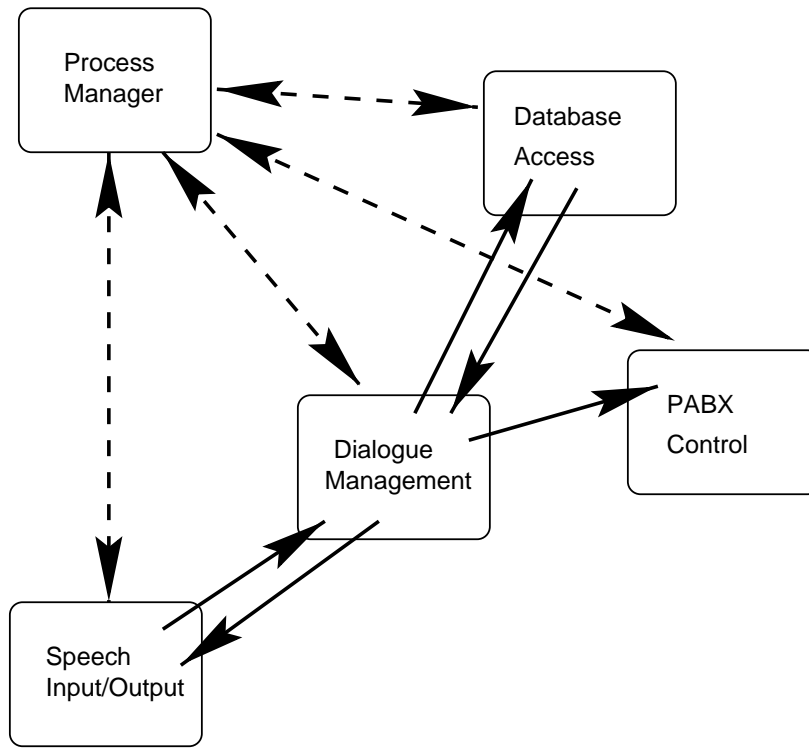 Process
Manager
Database
Access
PABX
Control
Dialogue
Management
Speech
Input/Output